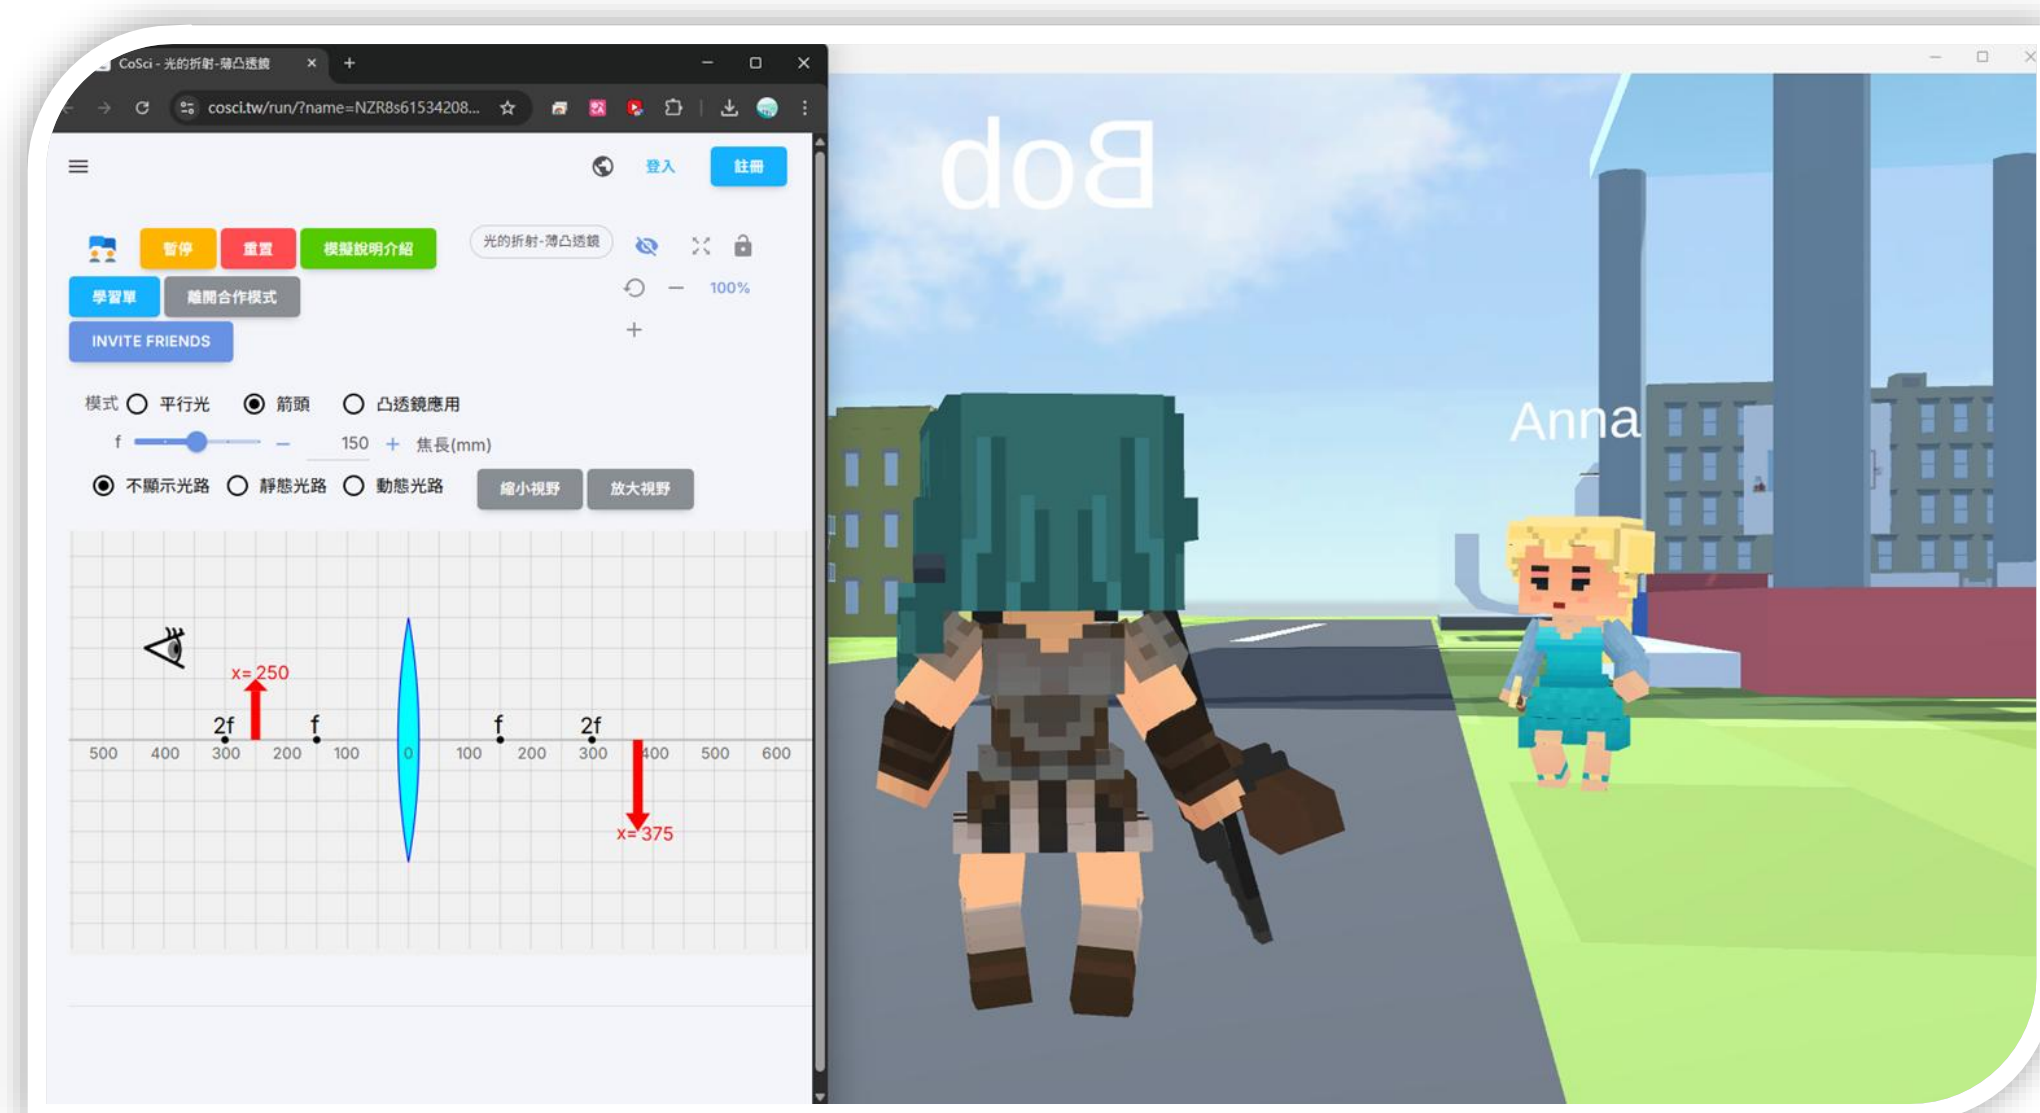 CoSci - 光的折射-薄凸透鏡
cosci.tw/run/?name=NZR8s61534208...
登入 註冊
暫停 重置 模擬說明介紹 光的折射-薄凸透鏡
學習單 離開合作模式 100%
INVITE FRIENDS
模式 平行光 箭頭 凸透鏡應用
f 150 焦長(mm)
不顯示光路 靜態光路 動態光路 縮小視野 放大視野
x= 250
2f f f 2f
500 400 300 200 100 0 100 200 300 400 500 600
x= 375
Bob
Anna